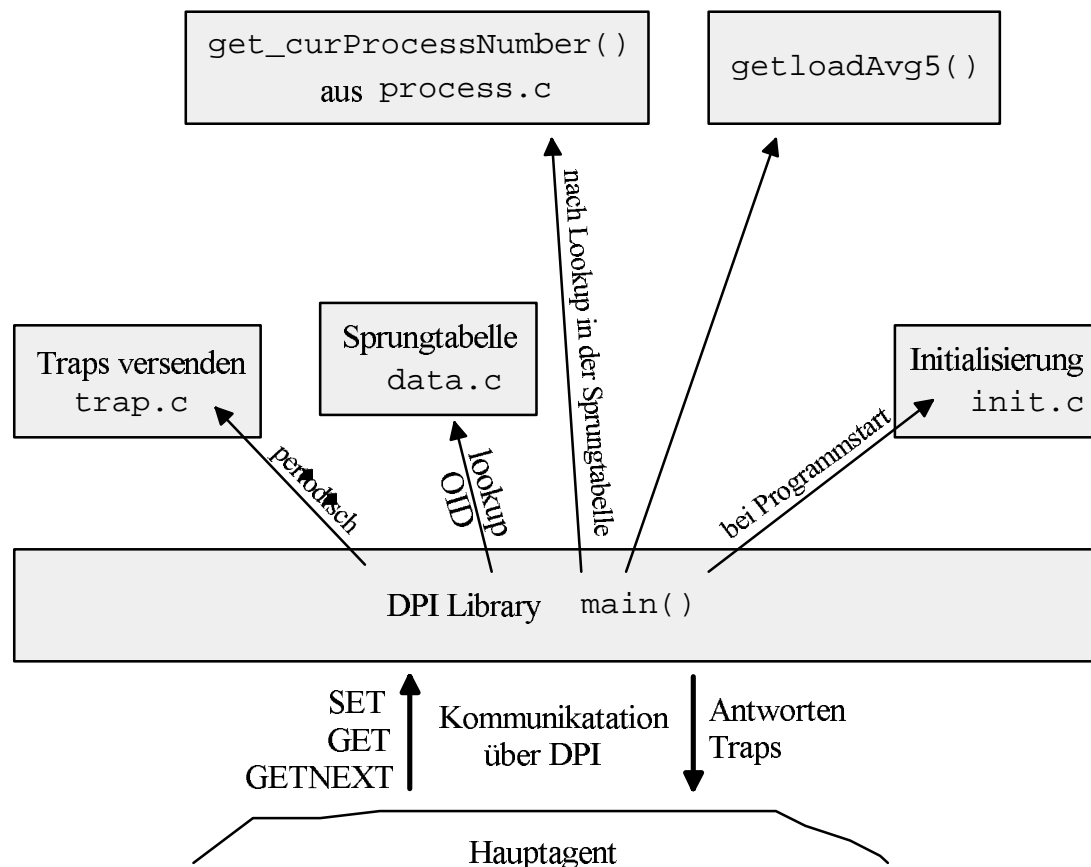 get_curProcessNumber()
aus process.c
getloadAvg5()
nach Lookup in der Sprungtabelle
Traps versenden
trap.c
Sprungtabelle
data.c
Initialisierung
init.c
periodisch
lookup
OID
bei Programmstart
DPI Library main()
SET
GET
GETNEXT
Kommunikatation
über DPI
Antworten
Traps
Hauptagent